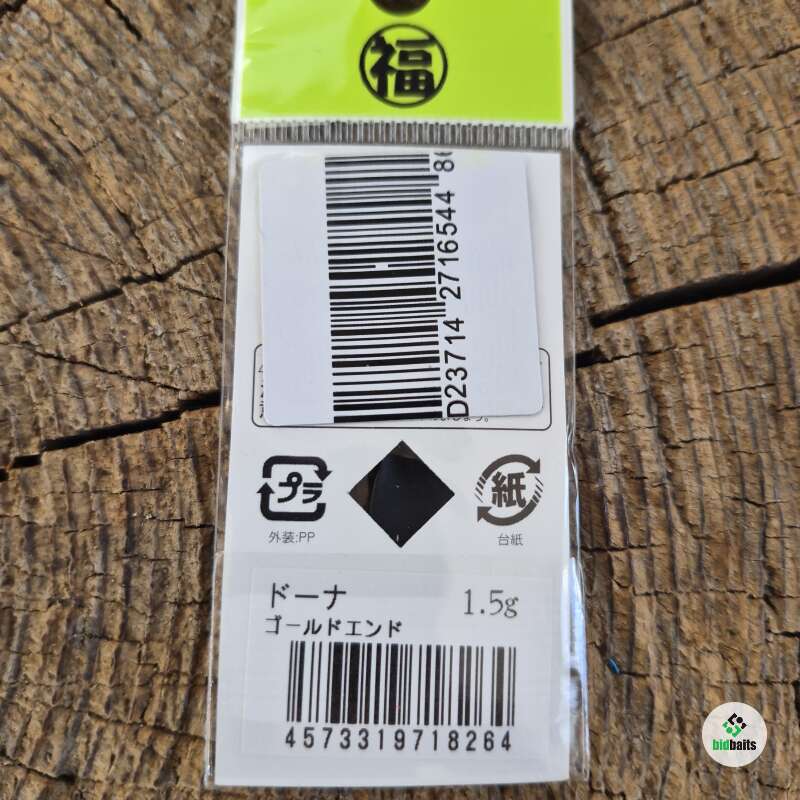 福
D23714 2716544
プラ
外装:PP
紙
台紙
ドーナ 1.5g
ゴールドエンド
4573319718264
bidbaits